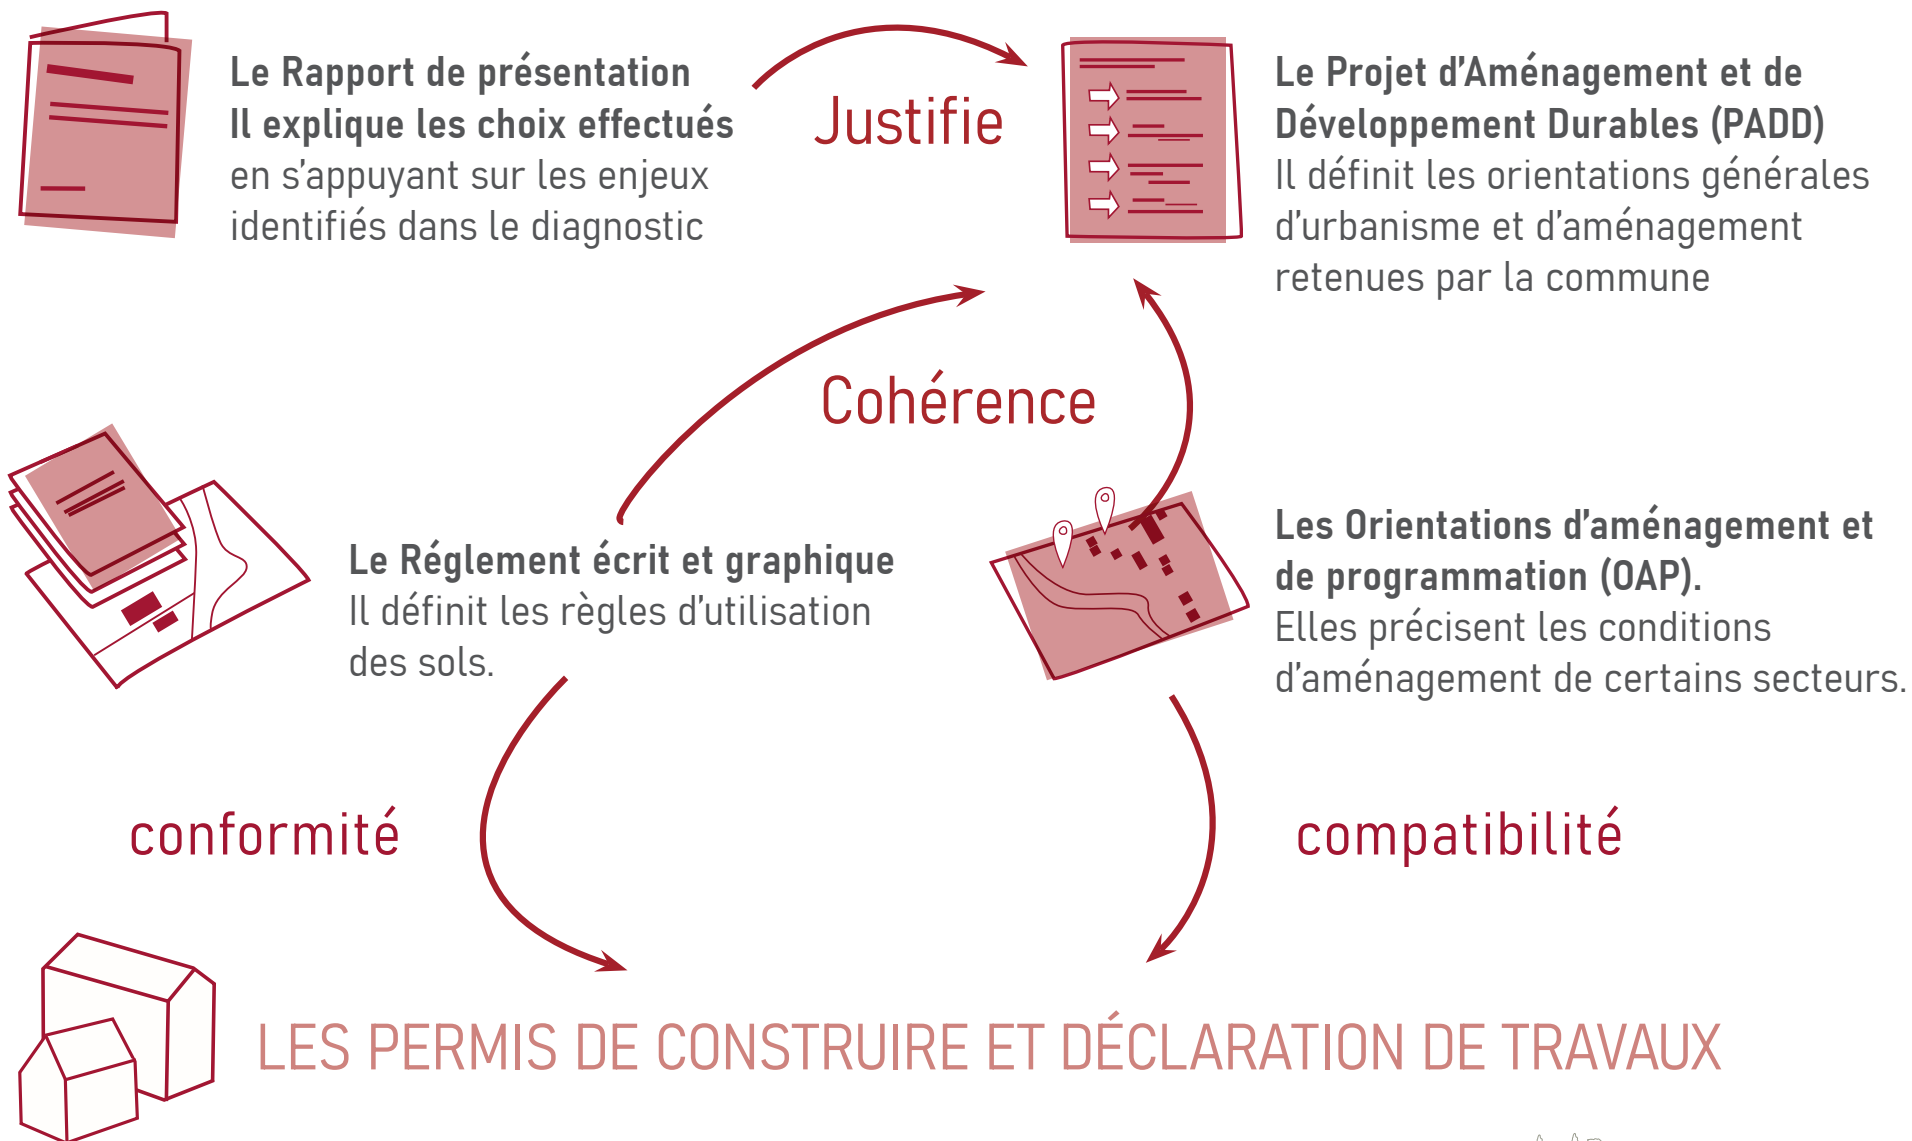 Le Rapport de présentation
Il explique les choix effectués
en s'appuyant sur les enjeux
identifiés dans le diagnostic
Justifie
Le Projet d'Aménagement et de
Développement Durables (PADD)
Il définit les orientations générales
d'urbanisme et d'aménagement
retenues par la commune
Cohérence
Le Réglement écrit et graphique
Il définit les règles d'utilisation
des sols.
Les Orientations d'aménagement et
de programmation (OAP).
Elles précisent les conditions
d'aménagement de certains secteurs.
conformité
compatibilité
LES PERMIS DE CONSTRUIRE ET DÉCLARATION DE TRAVAUX